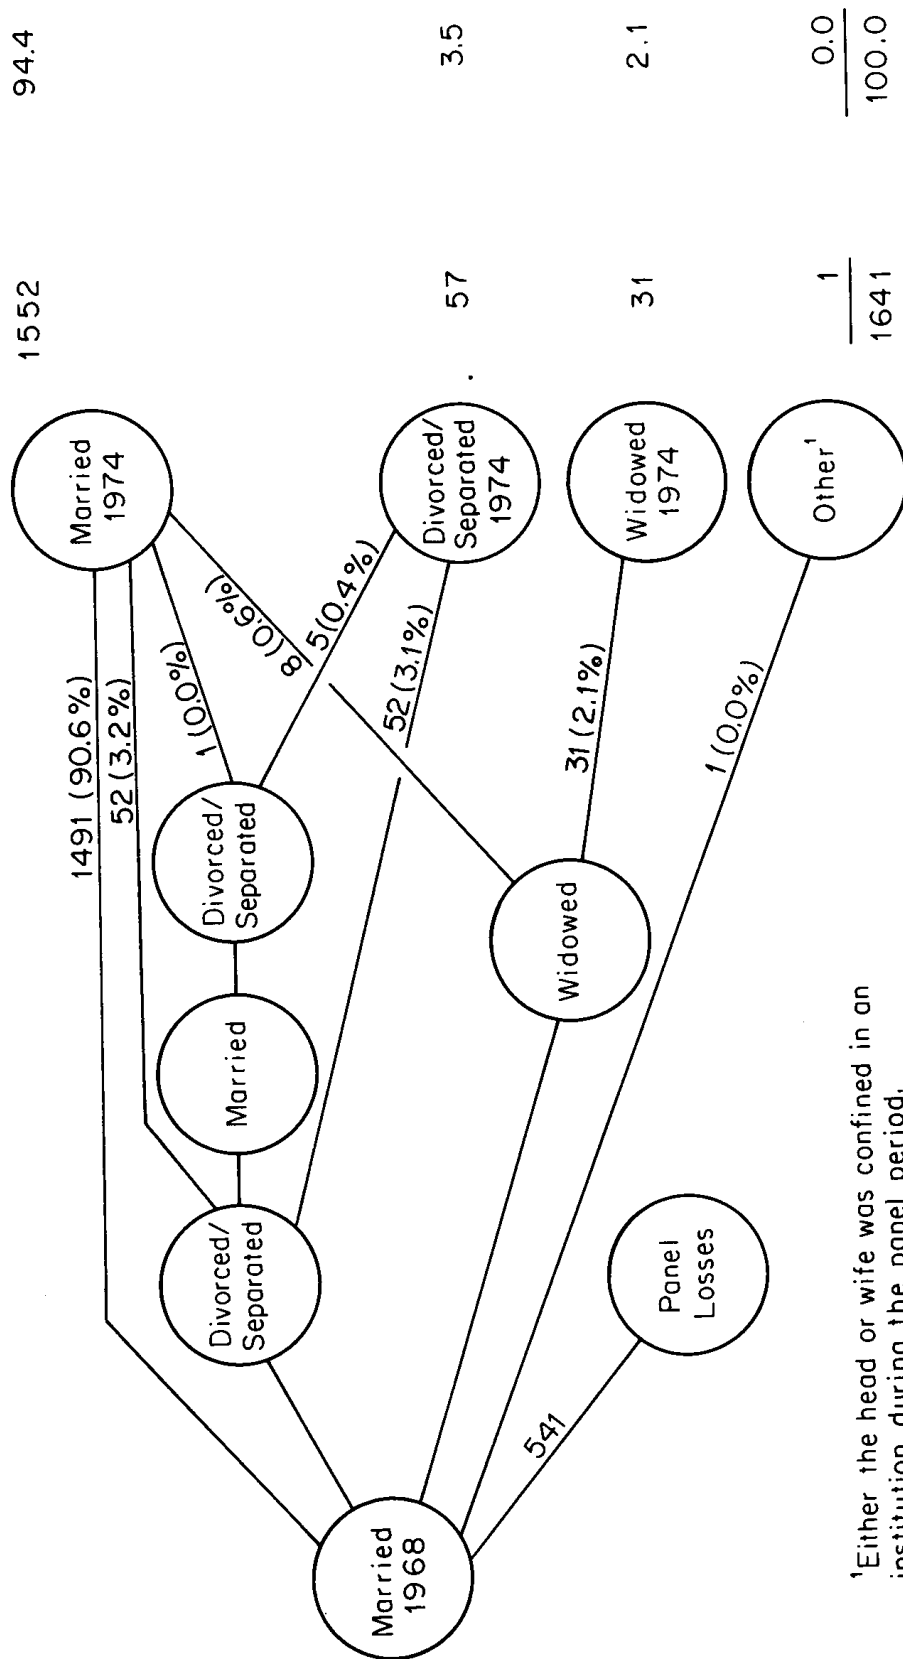 Married
1968
1491 (90.6%)
52 (3.2%)
1 (0.0%)
8 (0.6%)
5 (0.4%)
52 (3.1%)
31 (2.1%)
1 (0.0%)
541
Divorced/
Separated
Married
Divorced/
Separated
Widowed
Panel
Losses
Married
1974
1552
94.4
Divorced/
Separated
1974
57
3.5
Widowed
1974
31
2.1
Other¹
1
0.0
1641
100.0
¹Either the head or wife was confined in an
institution during the panel period.